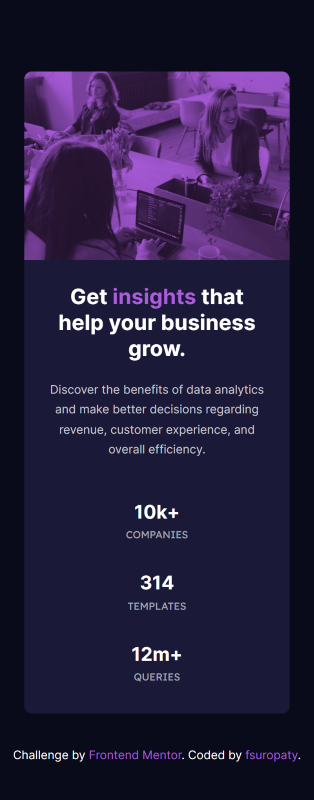 Get insights that
help your business
grow.
Discover the benefits of data analytics
and make better decisions regarding
revenue, customer experience, and
overall efficiency.
10k+
COMPANIES
314
TEMPLATES
12m+
QUERIES
Challenge by Frontend Mentor. Coded by fsuropaty.